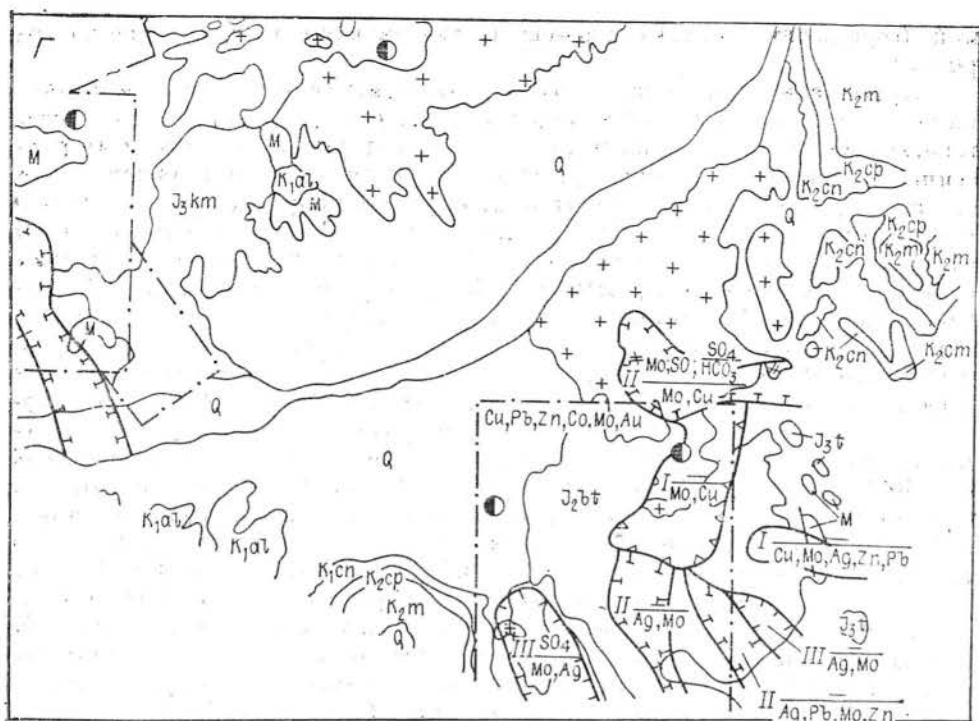 K₂m
M
Q
M
K₁al
M
J₃km
K₂cp
K₂cn
Q
K₂cp
K₂cn
K₂m
K₂m
M
K₂cn
K₂cm
II Mo; SO; SO₄/HCO₃
Mo, Cu
Q
Cu, Pb, Zn, Co. Mo, Au
J₃t
Q
J₂bt
I —
Mo, Cu
M
K₁al
K₁al
I —
Cu, Mo, Ag, Zn, Pb
K₁cn
K₂cp
K₂m
Q
II —
Ag, Mo
J₃t
III SO₄
Mo, Ag
III —
Ag, Mo
II —
Ag, Pb, Mo, Zn